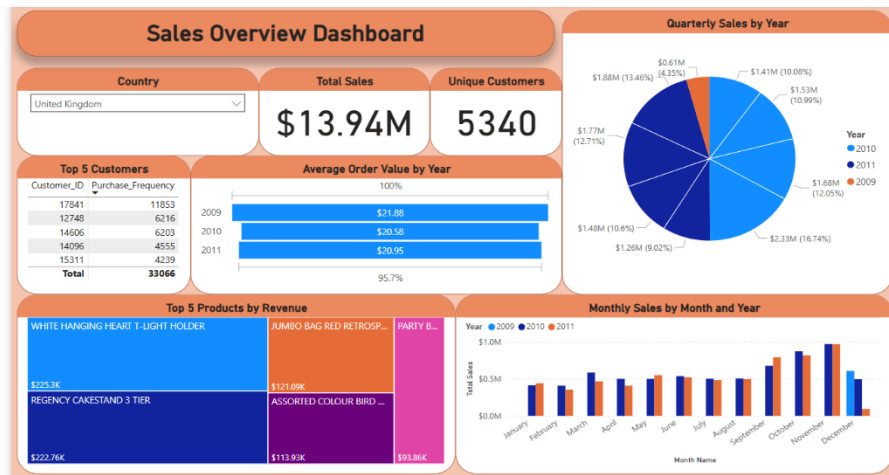 Sales Overview Dashboard
Country
United Kingdom
Total Sales
$13.94M
Unique Customers
5340
Top 5 Customers
Customer_ID Purchase_Frequency
17841 11853
12748 6216
14606 6203
14096 4555
15311 4239
Total 33066
Average Order Value by Year
100%
2009 $21.88
2010 $20.58
2011 $20.95
95.7%
Quarterly Sales by Year
$0.61M
(4.35%)
$1.41M (10.08%)
$1.53M
(10.99%)
$1.68M
(12.05%)
$2.33M (16.74%)
$1.26M (9.02%)
$1.48M (10.6%)
$1.77M
(12.71%)
$1.88M (13.46%)
Year
2010
2011
2009
Top 5 Products by Revenue
WHITE HANGING HEART T-LIGHT HOLDER
$225.3K
REGENCY CAKESTAND 3 TIER
$222.76K
JUMBO BAG RED RETROSP...
$121.09K
ASSORTED COLOUR BIRD ...
$113.93K
PARTY B...
$93.86K
Monthly Sales by Month and Year
Year 2009 2010 2011
Total Sales
$1.0M
$0.5M
$0.0M
January
February
March
April
May
June
July
August
September
October
November
December
Month Name